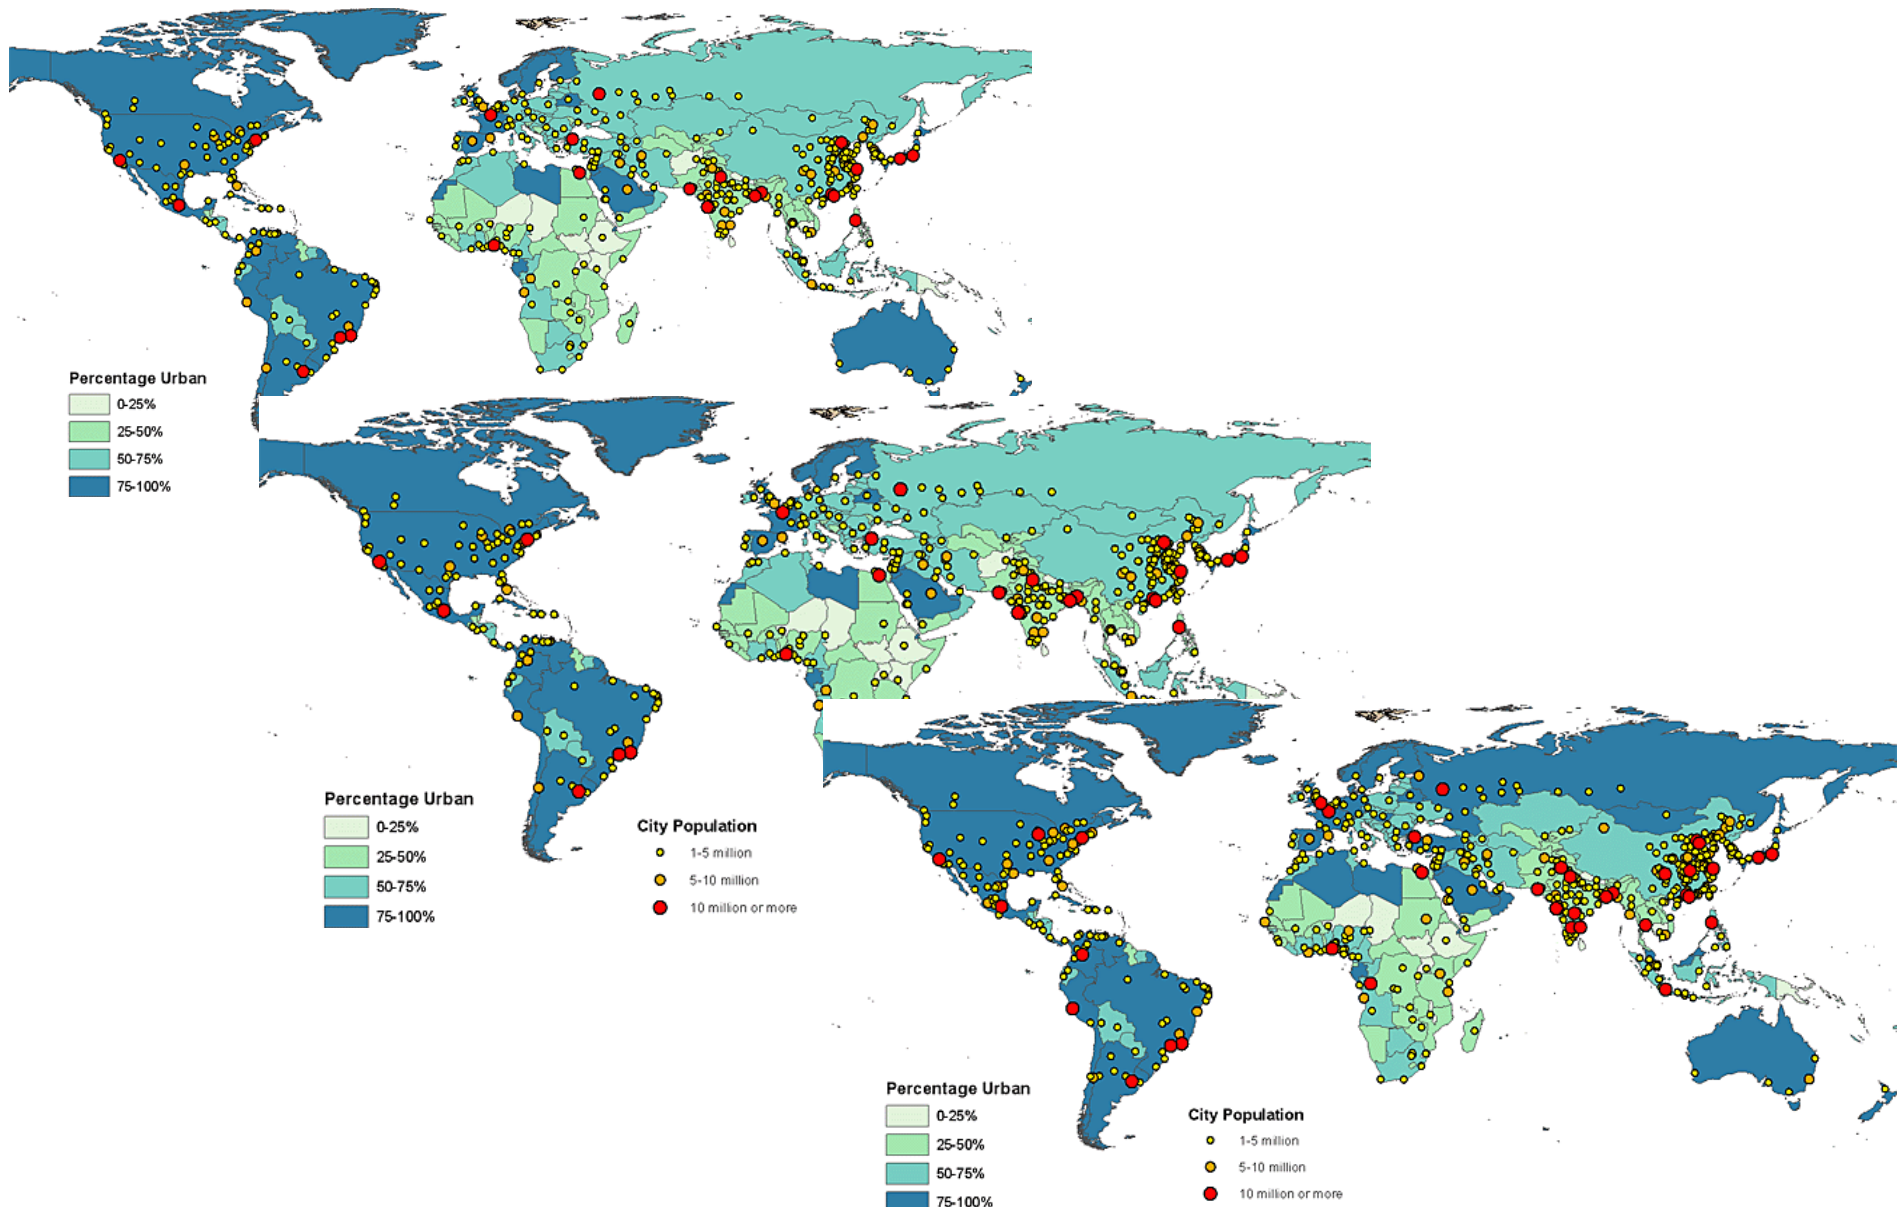 Percentage Urban
0-25%
25-50%
50-75%
75-100%
Percentage Urban
0-25%
25-50%
50-75%
75-100%
City Population
1-5 million
5-10 million
10 million or more
Percentage Urban
0-25%
25-50%
50-75%
75-100%
City Population
1-5 million
5-10 million
10 million or more